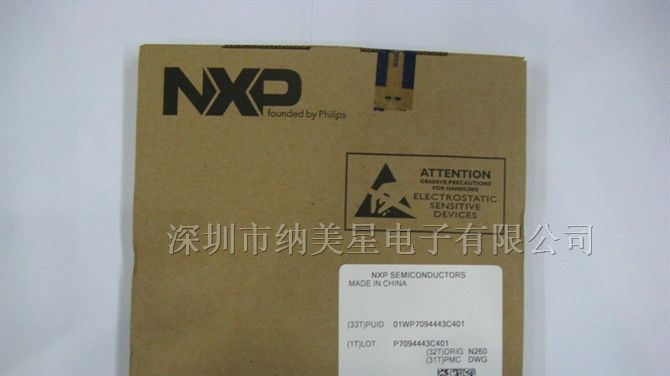 NXP
founded by Philips
ATTENTION
OBSERVE PRECAUTIONS
FOR HANDLING
ELECTROSTATIC
SENSITIVE
DEVICES
深圳市纳美星电子有限公司
NXP SEMICONDUCTORS
MADE IN CHINA
(33T)PUID 01WP7094443C401
(1T)LOT P7094443C401
(32T)ORIG N260
(31T)PMC DWG